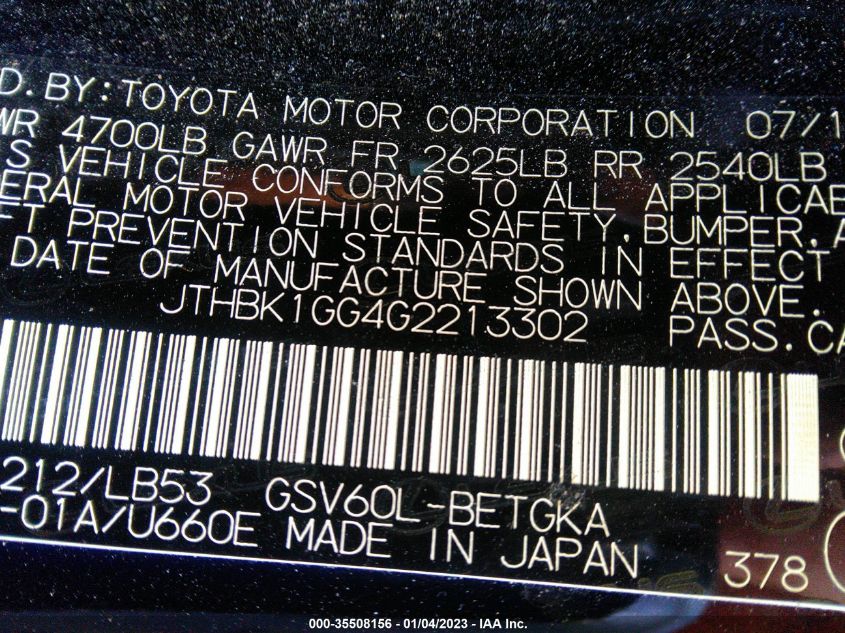 D. BY: TOYOTA MOTOR CORPORATION 07/1
WR 4700LB GAWR FR 2625LB RR 2540LB
S VEHICLE CONFORMS TO ALL APPLICAB
ERAL MOTOR VEHICLE SAFETY, BUMPER, A
FT PREVENTION STANDARDS IN EFFECT
DATE OF MANUFACTURE SHOWN ABOVE.
JTHBK1GG4G2213302 PASS.CA
212/LB53 GSV60L-BETGKA
-01A/U660E MADE IN JAPAN 378
000-35508156 - 01/04/2023 - IAA Inc.